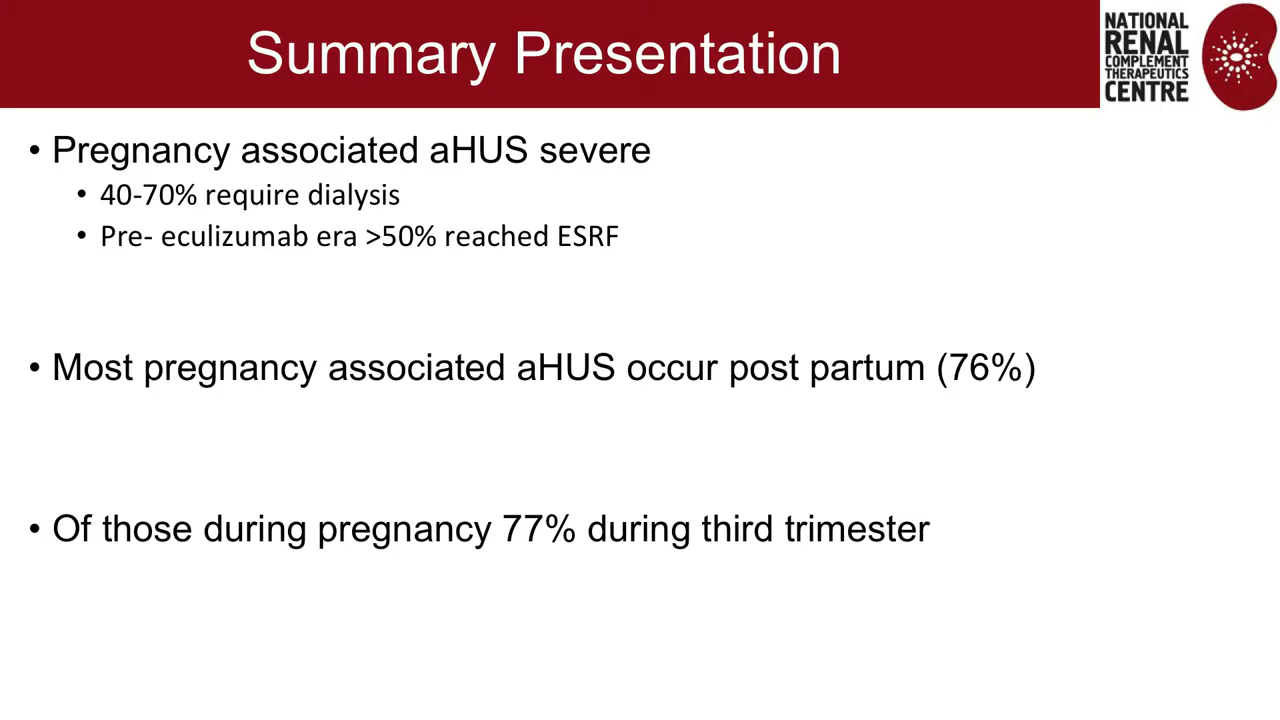 Summary Presentation
NATIONAL
RENAL
COMPLEMENT
THERAPEUTICS
CENTRE
• Pregnancy associated aHUS severe
• 40-70% require dialysis
• Pre- eculizumab era >50% reached ESRF
• Most pregnancy associated aHUS occur post partum (76%)
• Of those during pregnancy 77% during third trimester